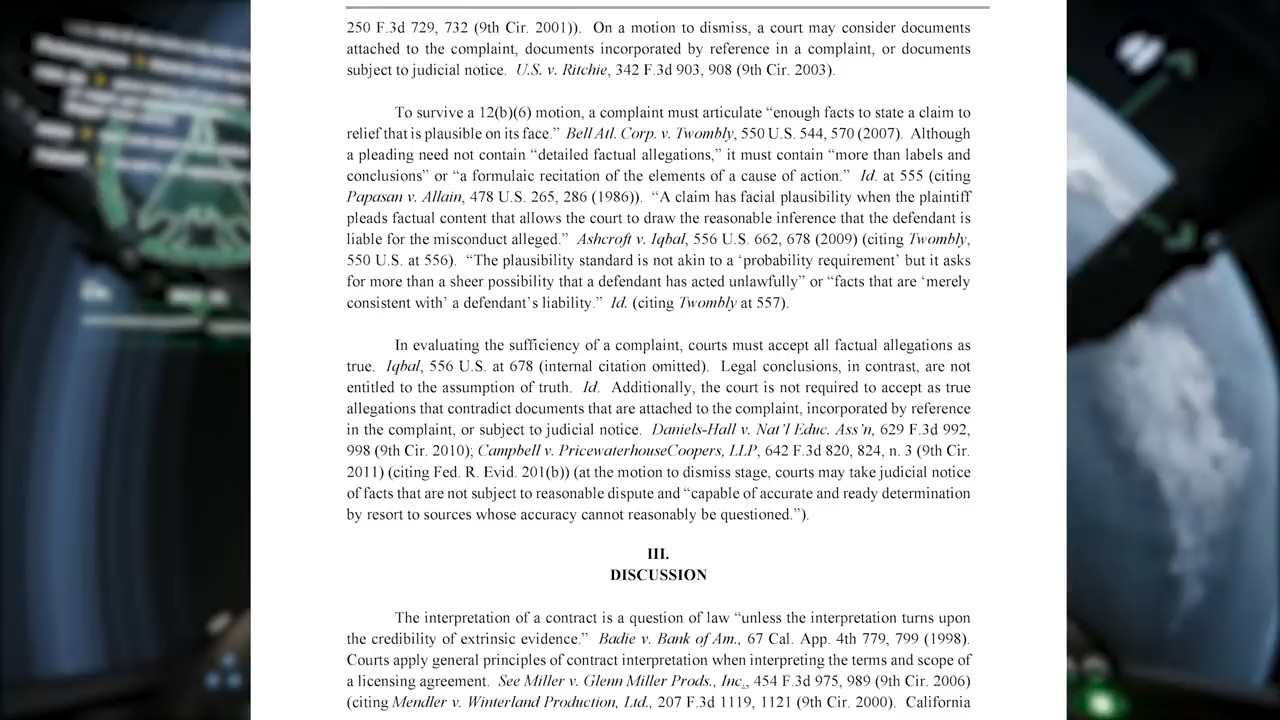 250 F.3d 729, 732 (9th Cir. 2001)).  On a motion to dismiss, a court may consider documents
attached to the complaint, documents incorporated by reference in a complaint, or documents
subject to judicial notice.  U.S. v. Ritchie, 342 F.3d 903, 908 (9th Cir. 2003).
To survive a 12(b)(6) motion, a complaint must articulate “enough facts to state a claim to
relief that is plausible on its face.”  Bell Atl. Corp. v. Twombly, 550 U.S. 544, 570 (2007).  Although
a pleading need not contain “detailed factual allegations,” it must contain “more than labels and
conclusions” or “a formulaic recitation of the elements of a cause of action.”  Id. at 555 (citing
Papasan v. Allain, 478 U.S. 265, 286 (1986)).  “A claim has facial plausibility when the plaintiff
pleads factual content that allows the court to draw the reasonable inference that the defendant is
liable for the misconduct alleged.”  Ashcroft v. Iqbal, 556 U.S. 662, 678 (2009) (citing Twombly,
550 U.S. at 556).  “The plausibility standard is not akin to a ‘probability requirement’ but it asks
for more than a sheer possibility that a defendant has acted unlawfully” or “facts that are ‘merely
consistent with’ a defendant’s liability.”  Id. (citing Twombly at 557).
In evaluating the sufficiency of a complaint, courts must accept all factual allegations as
true.  Iqbal, 556 U.S. at 678 (internal citation omitted).  Legal conclusions, in contrast, are not
entitled to the assumption of truth.  Id.  Additionally, the court is not required to accept as true
allegations that contradict documents that are attached to the complaint, incorporated by reference
in the complaint, or subject to judicial notice.  Daniels-Hall v. Nat’l Educ. Ass’n, 629 F.3d 992,
998 (9th Cir. 2010); Campbell v. PricewaterhouseCoopers, LLP, 642 F.3d 820, 824, n. 3 (9th Cir.
2011) (citing Fed. R. Evid. 201(b)) (at the motion to dismiss stage, courts may take judicial notice
of facts that are not subject to reasonable dispute and “capable of accurate and ready determination
by resort to sources whose accuracy cannot reasonably be questioned.”).
III.
DISCUSSION
The interpretation of a contract is a question of law “unless the interpretation turns upon
the credibility of extrinsic evidence.”  Badie v. Bank of Am., 67 Cal. App. 4th 779, 799 (1998).
Courts apply general principles of contract interpretation when interpreting the terms and scope of
a licensing agreement.  See Miller v. Glenn Miller Prods., Inc., 454 F.3d 975, 989 (9th Cir. 2006)
(citing Mendler v. Winterland Production, Ltd., 207 F.3d 1119, 1121 (9th Cir. 2000).  California